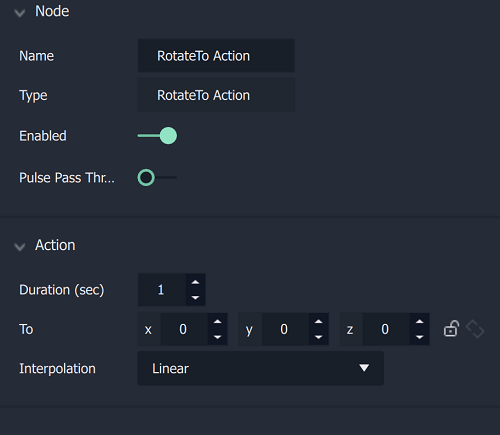 Node
Name RotateTo Action
Type RotateTo Action
Enabled
Pulse Pass Thr...
Action
Duration (sec) 1
To x 0 y 0 z 0
Interpolation Linear